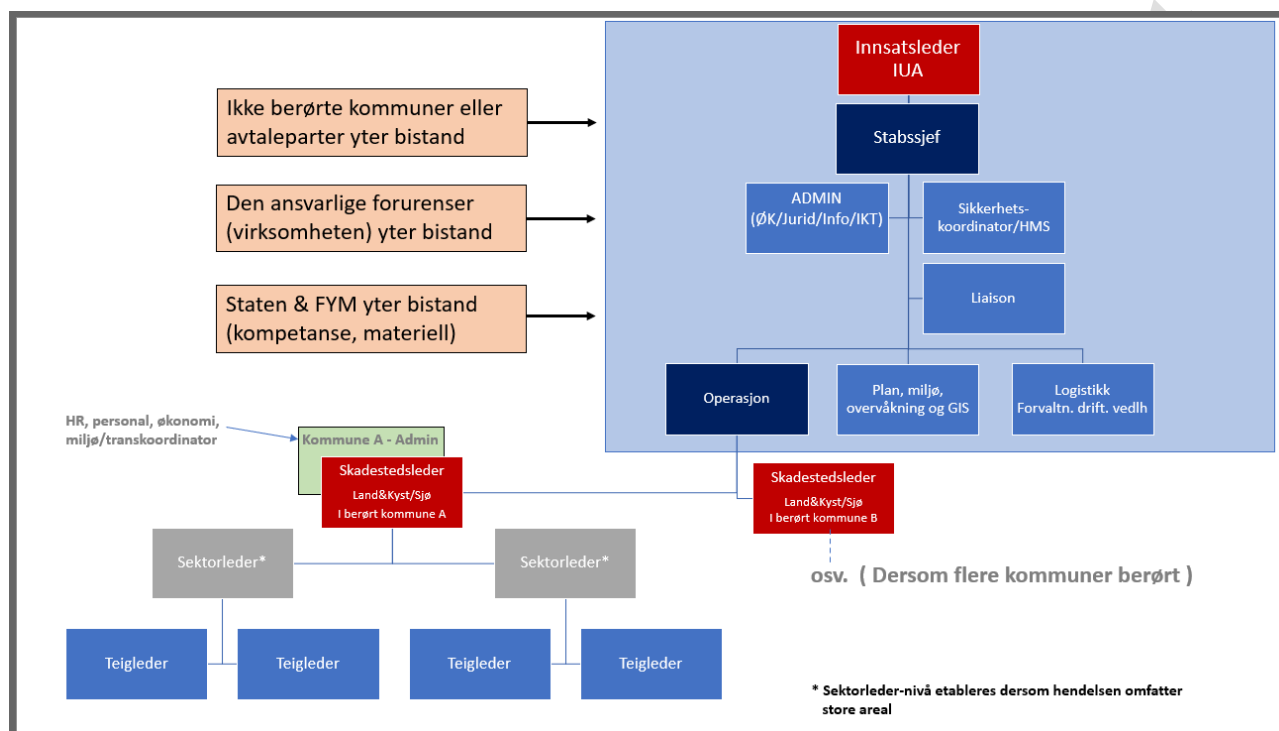 Innsatsleder
IUA
Ikke berørte kommuner eller
avtaleparter yter bistand
Stabssjef
Den ansvarlige forurenser
(virksomheten) yter bistand
ADMIN
(ØK/Jurid/Info/IKT)
Sikkerhets-
koordinator/HMS
Staten & FYM yter bistand
(kompetanse, materiell)
Liaison
Operasjon
Plan, miljø,
overvåkning og GIS
Logistikk
Forvaltn. drift. vedlh
HR, personal, økonomi,
miljø/transkoordinator
Kommune A - Admin
Skadestedsleder
Land&Kyst/Sjø
I berørt kommune A
Skadestedsleder
Land&Kyst/Sjø
I berørt kommune B
Sektorleder*
Sektorleder*
osv. ( Dersom flere kommuner berørt )
Teigleder
Teigleder
Teigleder
Teigleder
* Sektorleder-nivå etableres dersom hendelsen omfatter
store areal